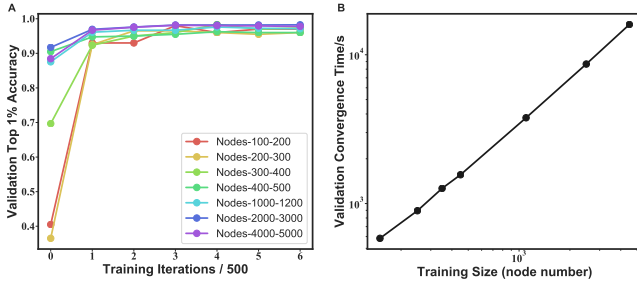 A
B
Validation Top 1% Accuracy
1.0
0.9
0.8
0.7
0.6
0.5
0.4
Nodes-100-200
Nodes-200-300
Nodes-300-400
Nodes-400-500
Nodes-1000-1200
Nodes-2000-3000
Nodes-4000-5000
0 1 2 3 4 5 6
Training Iterations / 500
Validation Convergence Time/s
10⁴
10³
10³
Training Size (node number)